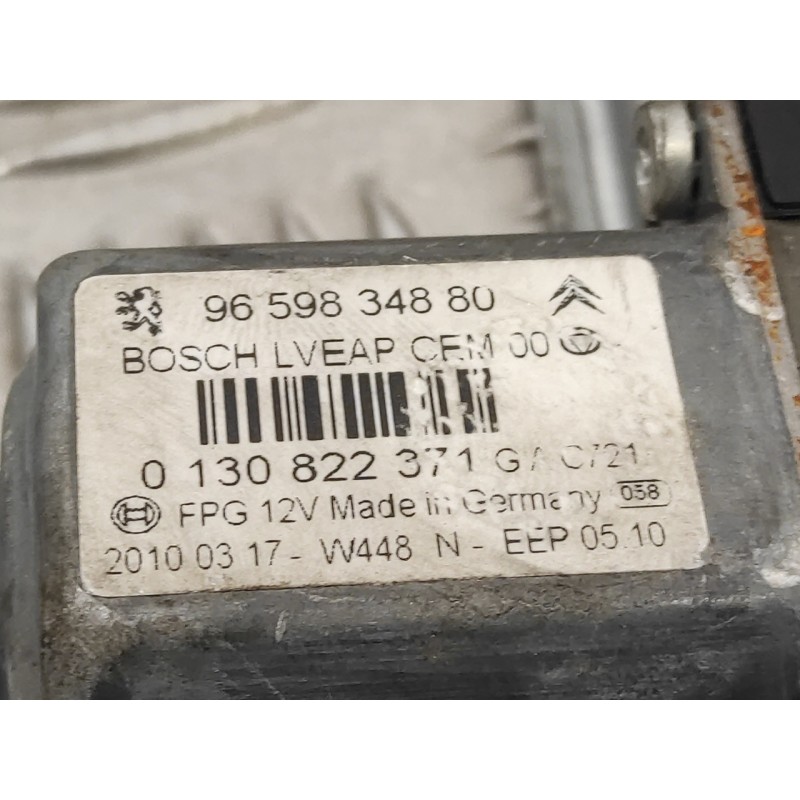 96 598 348 80
BOSCH LVEAP CEM 00
0 130 822 371 C721
FPG 12V Made in Germany 058
2010 03 17- W448 N - EEP 05.10